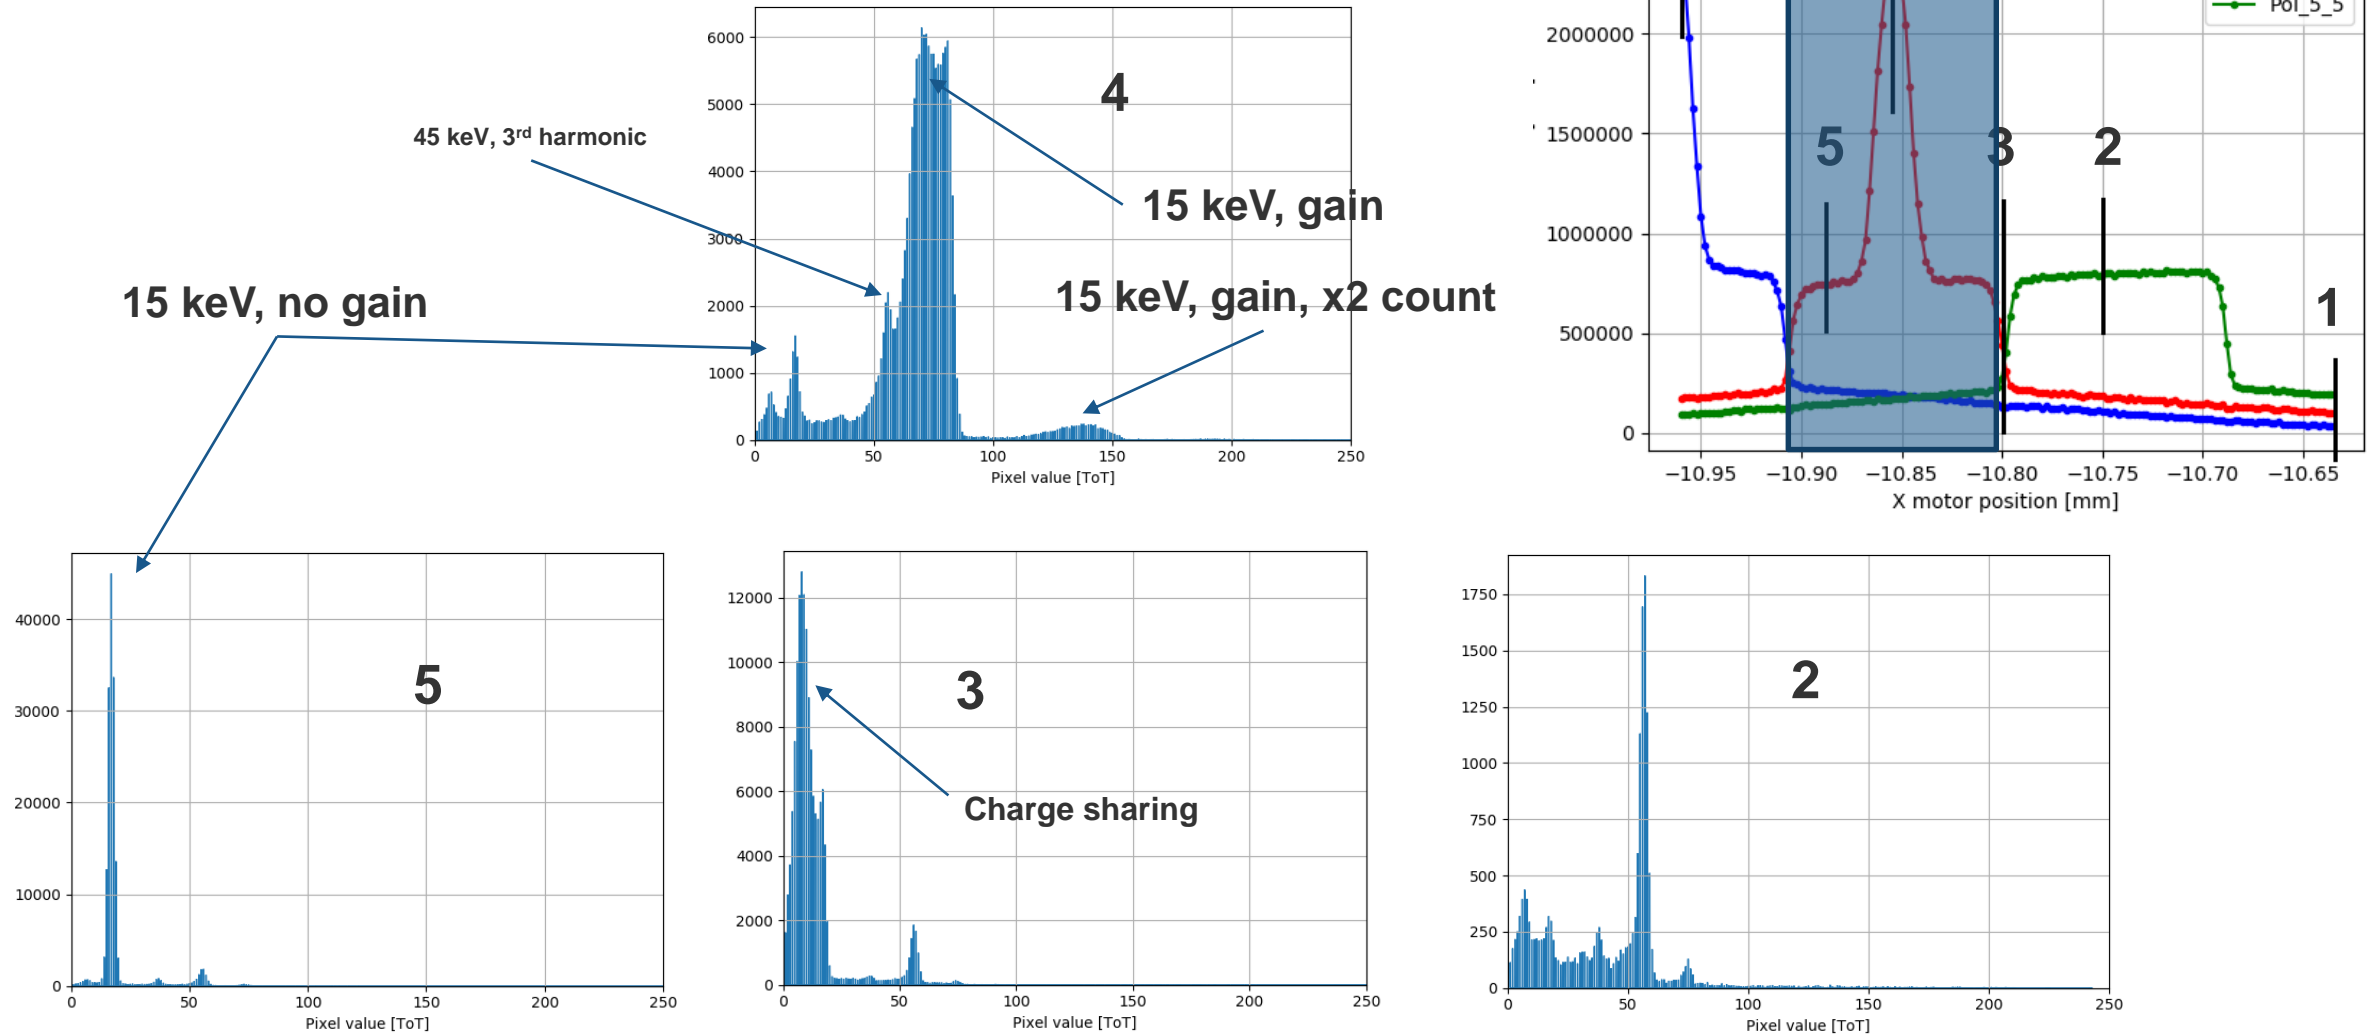 6000
5000
4000
3000
2000
1000
0
0 50 100 150 200 250
Pixel value [ToT]
4
45 keV, 3rd harmonic
15 keV, gain
15 keV, gain, x2 count
15 keV, no gain
Pol_5_5
2000000
1500000
1000000
500000
0
5
3
2
1
−10.95 −10.90 −10.85 −10.80 −10.75 −10.70 −10.65
X motor position [mm]
40000
30000
20000
10000
0
0 50 100 150 200 250
Pixel value [ToT]
5
12000
10000
8000
6000
4000
2000
0
0 50 100 150 200 250
Pixel value [ToT]
3
Charge sharing
1750
1500
1250
1000
750
500
250
0
0 50 100 150 200 250
Pixel value [ToT]
2